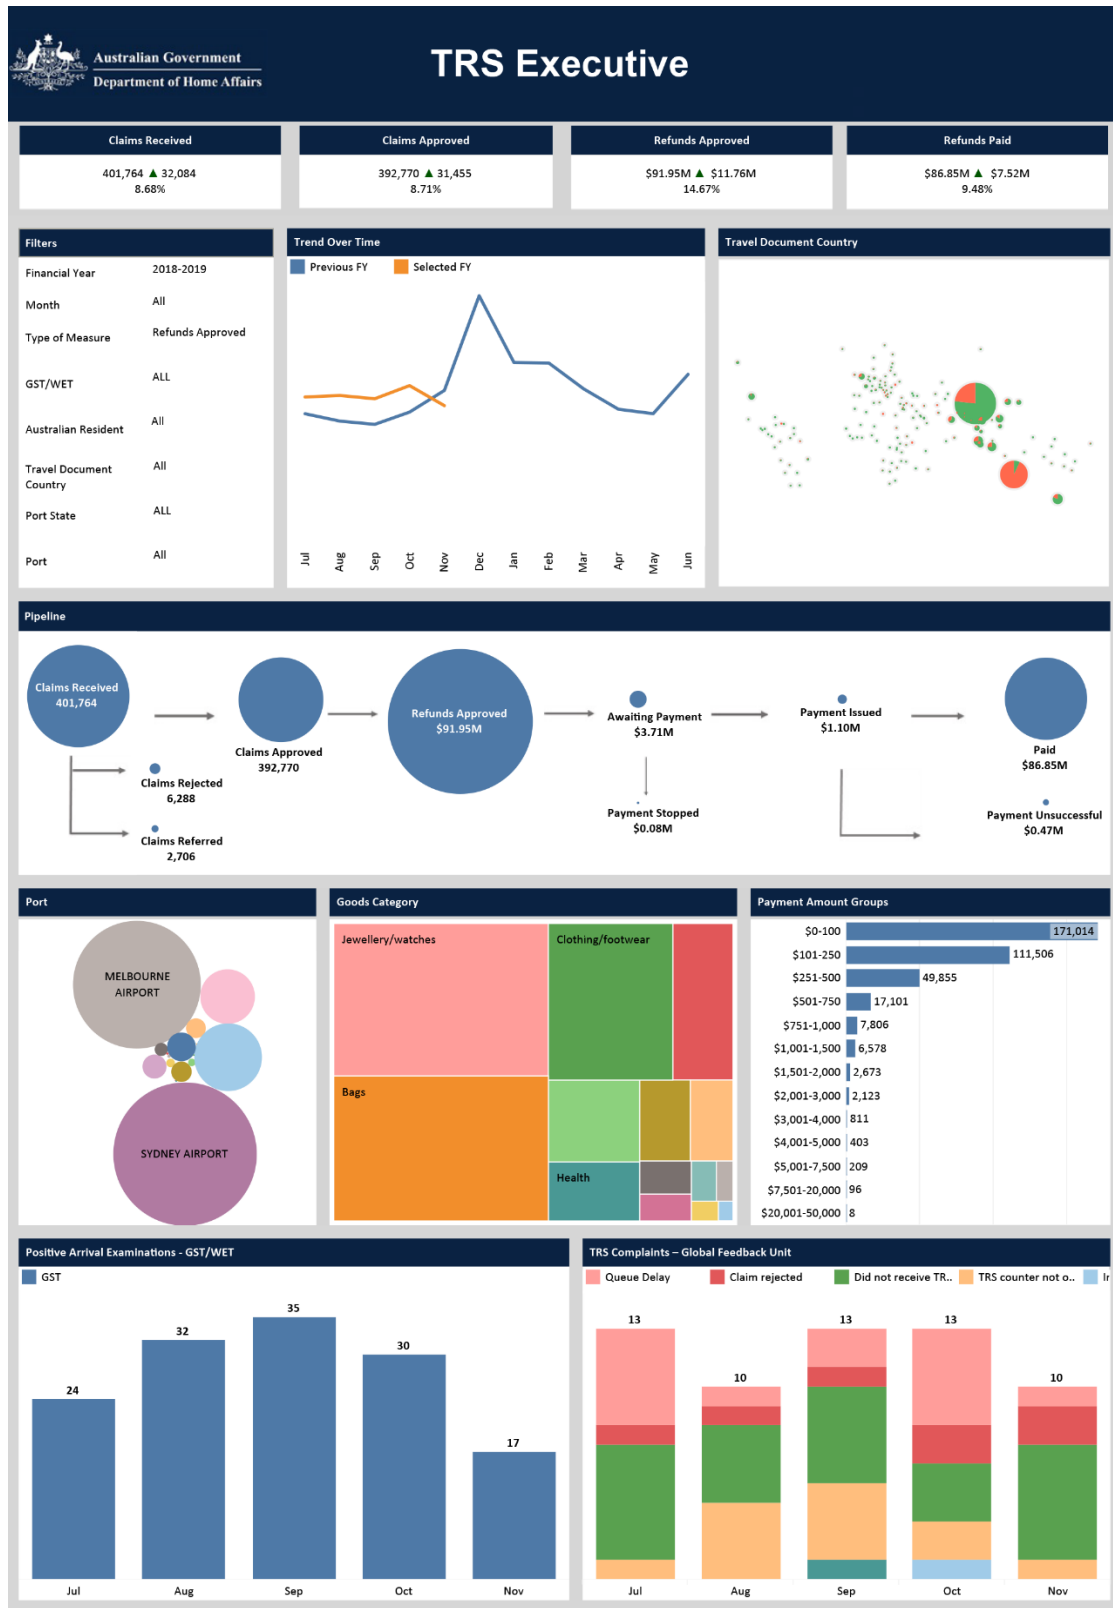 Australian Government
Department of Home Affairs
TRS Executive
Claims Received
401,764 ▲ 32,084
8.68%
Claims Approved
392,770 ▲ 31,455
8.71%
Refunds Approved
$91.95M ▲ $11.76M
14.67%
Refunds Paid
$86.85M ▲ $7.52M
9.48%
Filters
Financial Year 2018-2019
Month All
Type of Measure Refunds Approved
GST/WET ALL
Australian Resident All
Travel Document
Country All
Port State ALL
Port All
Trend Over Time
Previous FY Selected FY
Jul Aug Sep Oct Nov Dec Jan Feb Mar Apr May Jun
Travel Document Country
Pipeline
Claims Received
401,764
Claims Approved
392,770
Refunds Approved
$91.95M
Awaiting Payment
$3.71M
Payment Issued
$1.10M
Paid
$86.85M
Claims Rejected
6,288
Claims Referred
2,706
Payment Stopped
$0.08M
Payment Unsuccessful
$0.47M
Port
MELBOURNE
AIRPORT
SYDNEY AIRPORT
Goods Category
Jewellery/watches
Clothing/footwear
Bags
Health
Payment Amount Groups
$0-100 171,014
$101-250 111,506
$251-500 49,855
$501-750 17,101
$751-1,000 7,806
$1,001-1,500 6,578
$1,501-2,000 2,673
$2,001-3,000 2,123
$3,001-4,000 811
$4,001-5,000 403
$5,001-7,500 209
$7,501-20,000 96
$20,001-50,000 8
Positive Arrival Examinations - GST/WET
GST
24 32 35 30 17
Jul Aug Sep Oct Nov
TRS Complaints – Global Feedback Unit
Queue Delay Claim rejected Did not receive TR.. TRS counter not o..
13 10 13 13 10
Jul Aug Sep Oct Nov